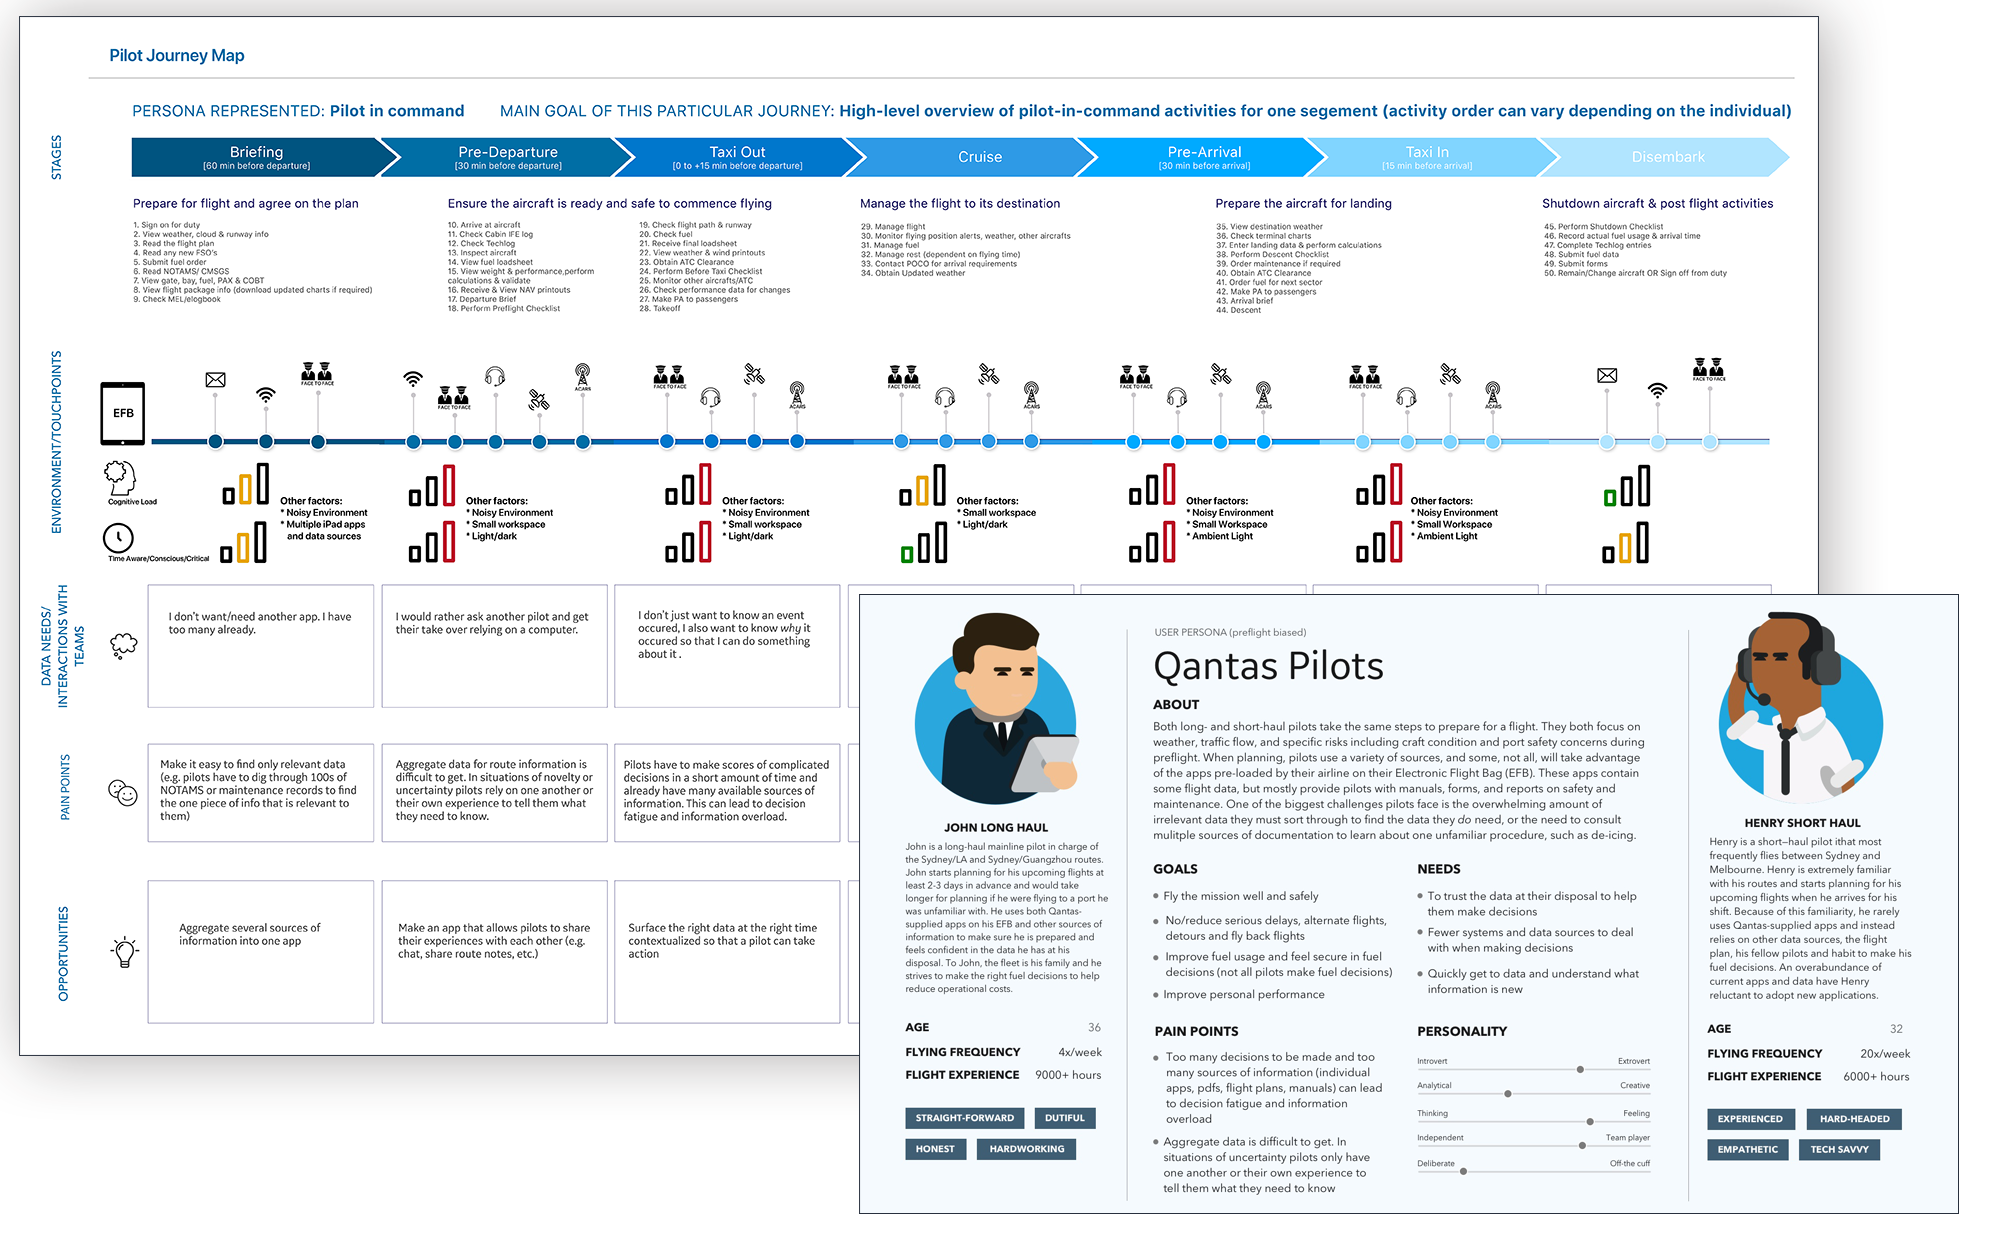 Pilot Journey Map
PERSONA REPRESENTED: Pilot in command
MAIN GOAL OF THIS PARTICULAR JOURNEY: High-level overview of pilot-in-command activities for one segement (activity order can vary depending on the individual)
STAGES
Briefing
[60 min before departure]
Pre-Departure
[30 min before departure]
Taxi Out
[0 to +15 min before departure]
Cruise
Pre-Arrival
[30 min before arrival]
Taxi In
[15 min before arrival]
Disembark
Prepare for flight and agree on the plan
1. Sign on for duty
2. View weather, cloud & runway info
3. Read the flight plan
4. Read any new FSO's
5. Submit fuel order
6. Read NOTAMS/ CMSGS
7. View gate, bay, fuel, PAX & COBT
8. View flight package info (download updated charts if required)
9. Check MEL/elogbook
Ensure the aircraft is ready and safe to commence flying
10. Arrive at aircraft
11. Check Cabin IFE log
12. Check Techlog
13. Inspect aircraft
14. View fuel loadsheet
15. View weight & performance,perform
calculations & validate
16. Receive & View NAV printouts
17. Departure Brief
18. Perform Preflight Checklist
19. Check flight path & runway
20. Check fuel
21. Receive final loadsheet
22. View weather & wind printouts
23. Obtain ATC Clearance
24. Perform Before Taxi Checklist
25. Monitor other aircrafts/ATC
26. Check performance data for changes
27. Make PA to passengers
28. Takeoff
Manage the flight to its destination
29. Manage flight
30. Monitor flying position alerts, weather, other aircrafts
31. Manage fuel
32. Manage rest (dependent on flying time)
33. Contact POCO for arrival requirements
34. Obtain Updated weather
Prepare the aircraft for landing
35. View destination weather
36. Check terminal charts
37. Enter landing data & perform calculations
38. Perform Descent Checklist
39. Order maintenance if required
40. Obtain ATC Clearance
41. Order fuel for next sector
42. Make PA to passengers
43. Arrival brief
44. Descent
Shutdown aircraft & post flight activities
45. Perform Shutdown Checklist
46. Record actual fuel usage & arrival time
47. Complete Techlog entries
48. Submit fuel data
49. Submit forms
50. Remain/Change aircraft OR Sign off from duty
ENVIRONMENT/TOUCHPOINTS
EFB
FACE TO FACE
FACE TO FACE
ACARS
FACE TO FACE
ACARS
FACE TO FACE
ACARS
FACE TO FACE
ACARS
FACE TO FACE
ACARS
FACE TO FACE
Cognitive Load
Time Aware/Conscious/Critical
Other factors:
* Noisy Environment
* Multiple iPad apps
and data sources
Other factors:
* Noisy Environment
* Small workspace
* Light/dark
Other factors:
* Noisy Environment
* Small workspace
* Light/dark
Other factors:
* Small workspace
* Light/dark
Other factors:
* Noisy Environment
* Small Workspace
* Ambient Light
Other factors:
* Noisy Environment
* Small Workspace
* Ambient Light
DATA NEEDS/
INTERACTIONS WITH
TEAMS
I don't want/need another app. I have
too many already.
I would rather ask another pilot and get
their take over relying on a computer.
I don't just want to know an event
occured, I also want to know why it
occured so that I can do something
about it .
PAIN POINTS
Make it easy to find only relevant data
(e.g. pilots have to dig through 100s of
NOTAMS or maintenance records to find
the one piece of info that is relevant to
them)
Aggregate data for route information is
difficult to get. In situations of novelty or
uncertainty pilots rely on one another or
their own experience to tell them what
they need to know.
Pilots have to make scores of complicated
decisions in a short amount of time and
already have many available sources of
information. This can lead to decision
fatigue and information overload.
OPPORTUNITIES
Aggregate several sources of
information into one app
Make an app that allows pilots to share
their experiences with each other (e.g.
chat, share route notes, etc.)
Surface the right data at the right time
contextualized so that a pilot can take
action
JOHN LONG HAUL
John is a long-haul mainline pilot in charge of
the Sydney/LA and Sydney/Guangzhou routes.
John starts planning for his upcoming flights at
least 2-3 days in advance and would take
longer for planning if he were flying to a port he
was unfamiliar with. He uses both Qantas-
supplied apps on his EFB and other sources of
information to make sure he is prepared and
feels confident in the data he has at his
disposal. To John, the fleet is his family and he
strives to make the right fuel decisions to help
reduce operational costs.
AGE 36
FLYING FREQUENCY 4x/week
FLIGHT EXPERIENCE 9000+ hours
STRAIGHT-FORWARD DUTIFUL
HONEST HARDWORKING
USER PERSONA (preflight biased)
Qantas Pilots
ABOUT
Both long- and short-haul pilots take the same steps to prepare for a flight. They both focus on
weather, traffic flow, and specific risks including craft condition and port safety concerns during
preflight. When planning, pilots use a variety of sources, and some, not all, will take advantage
of the apps pre-loaded by their airline on their Electronic Flight Bag (EFB). These apps contain
some flight data, but mostly provide pilots with manuals, forms, and reports on safety and
maintenance. One of the biggest challenges pilots face is the overwhelming amount of
irrelevant data they must sort through to find the data they do need, or the need to consult
mulitple sources of documentation to learn about one unfamiliar procedure, such as de-icing.
GOALS
• Fly the mission well and safely
• No/reduce serious delays, alternate flights,
detours and fly back flights
• Improve fuel usage and feel secure in fuel
decisions (not all pilots make fuel decisions)
• Improve personal performance
NEEDS
• To trust the data at their disposal to help
them make decisions
• Fewer systems and data sources to deal
with when making decisions
• Quickly get to data and understand what
information is new
PAIN POINTS
• Too many decisions to be made and too
many sources of information (individual
apps, pdfs, flight plans, manuals) can lead
to decision fatigue and information
overload
• Aggregate data is difficult to get. In
situations of uncertainty pilots only have
one another or their own experience to
tell them what they need to know
PERSONALITY
Introvert Extrovert
Analytical Creative
Thinking Feeling
Independent Team player
Deliberate Off-the cuff
HENRY SHORT HAUL
Henry is a short–haul pilot ithat most
frequently flies between Sydney and
Melbourne. Henry is extremely familiar
with his routes and starts planning for his
upcoming flights when he arrives for his
shift. Because of this familiarity, he rarely
uses Qantas-supplied apps and instead
relies on other data sources, the flight
plan, his fellow pilots and habit to make his
fuel decisions. An overabundance of
current apps and data have Henry
reluctant to adopt new applications.
AGE 32
FLYING FREQUENCY 20x/week
FLIGHT EXPERIENCE 6000+ hours
EXPERIENCED HARD-HEADED
EMPATHETIC TECH SAVVY